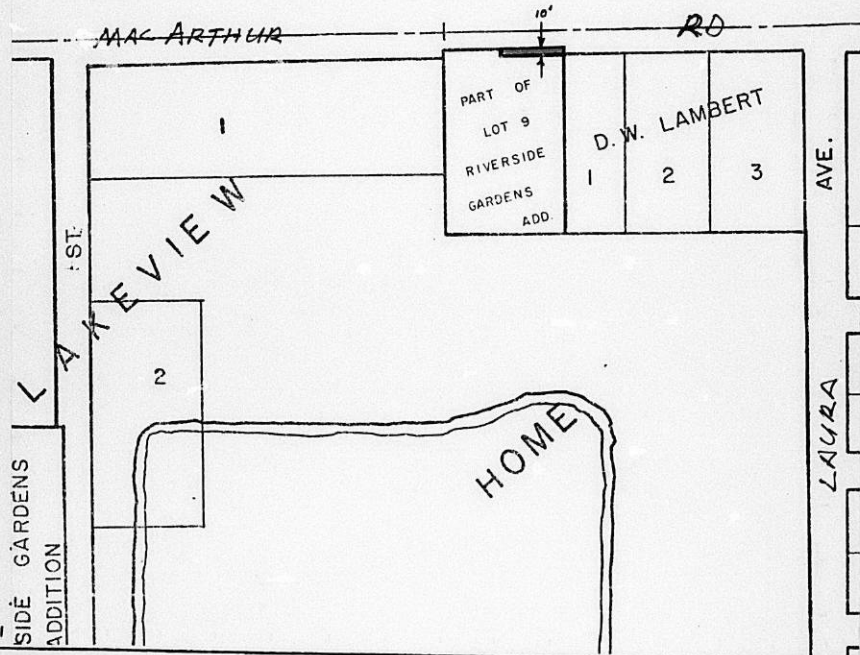 MAC ARTHUR
10'
RD
PART OF
LOT 9
RIVERSIDE
GARDENS
ADD.
D. W. LAMBERT
1
2
3
1
ST.
LAKEVIEW
2
HOME
AVE.
LAURA
SIDE GARDENS
ADDITION